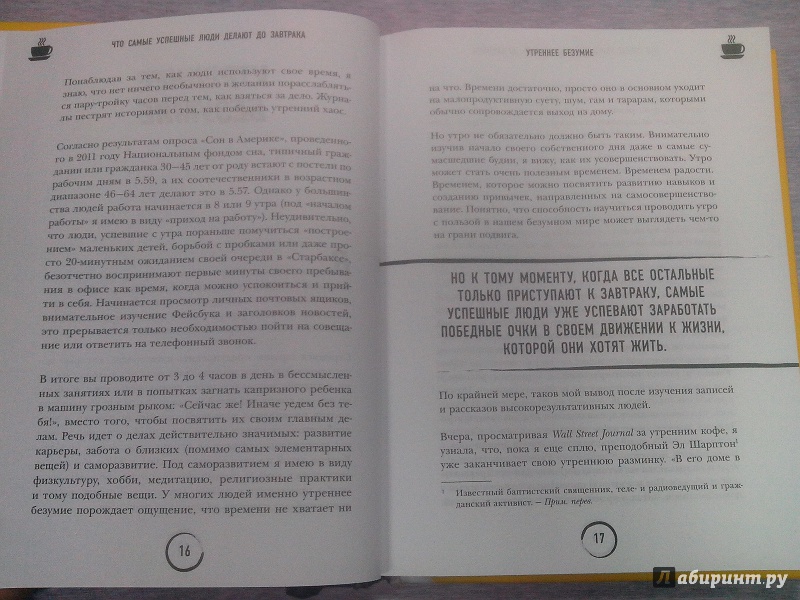 ЧТО САМЫЕ УСПЕШНЫЕ ЛЮДИ ДЕЛАЮТ ДО ЗАВТРАКА
Понаблюдав за тем, как люди используют свое время, я
знаю, что нет ничего необычного в желании порасслаблять-
ся пару-тройку часов перед тем, как взяться за дело. Журна-
лы пестрят историями о том, как победить утренний хаос.
Согласно результатам опроса «Сон в Америке», проведенно-
го в 2011 году Национальным фондом сна, типичный граж-
данин или гражданка 30–45 лет от роду встают с постели по
рабочим дням в 5.59, а их соотечественники в возрастном
диапазоне 46–64 лет делают это в 5.57. Однако у большин-
ства людей работа начинается в 8 или 9 утра (под «началом
работы» я имею в виду «приход на работу»). Неудивительно,
что люди, успевшие с утра пораньше помучиться «построе-
нием» маленьких детей, борьбой с пробками или даже про-
сто 20-минутным ожиданием своей очереди в «Старбаксе»,
безотчетно воспринимают первые минуты своего пребыва-
ния в офисе как время, когда можно успокоиться и прий-
ти в себя. Начинается просмотр личных почтовых ящиков,
внимательное изучение Фейсбука и заголовков новостей,
это прерывается только необходимостью пойти на совеща-
ние или ответить на телефонный звонок.
В итоге вы проводите от 3 до 4 часов в день в бессмыслен-
ных занятиях или в попытках загнать капризного ребенка
в машину грозным рыком: «Сейчас же! Иначе уедем без те-
бя!», вместо того, чтобы посвятить их своим главным де-
лам. Речь идет о делах действительно значимых: развитие
карьеры, забота о близких (помимо самых элементарных
вещей) и саморазвитие. Под саморазвитием я имею в виду
физкультуру, хобби, медитацию, религиозные практики
и тому подобные вещи. У многих людей именно утреннее
безумие порождает ощущение, что времени не хватает ни
16
УТРЕННЕЕ БЕЗУМИЕ
на что. Времени достаточно, просто оно в основном уходит
на малопродуктивную суету, шум, гам и тарарам, которыми
обычно сопровождается выход из дому.
Но утро не обязательно должно быть таким. Внимательно
изучив начало своего собственного дня даже в самые су-
масшедшие будни, я вижу, как их усовершенствовать. Утро
может стать очень полезным временем. Временем радости.
Временем, которое можно посвятить развитию навыков и
созданию привычек, направленных на самосовершенство-
вание. Понятно, что способность научиться проводить утро
с пользой в нашем безумном мире может выглядеть чем-то
на грани подвига.
НО К ТОМУ МОМЕНТУ, КОГДА ВСЕ ОСТАЛЬНЫЕ
ТОЛЬКО ПРИСТУПАЮТ К ЗАВТРАКУ, САМЫЕ
УСПЕШНЫЕ ЛЮДИ УЖЕ УСПЕВАЮТ ЗАРАБОТАТЬ
ПОБЕДНЫЕ ОЧКИ В СВОЕМ ДВИЖЕНИИ К ЖИЗНИ,
КОТОРОЙ ОНИ ХОТЯТ ЖИТЬ.
По крайней мере, таков мой вывод после изучения записей
и рассказов высокорезультативных людей.
Вчера, просматривая Wall Street Journal за утренним кофе, я
узнала, что, пока я еще сплю, преподобный Эл Шарптон¹
уже заканчивает свою утреннюю разминку. «В его доме в
¹ Известный баптистский священник, теле- и радиоведущий и граж-
данский активист. — Прим. перев.
17
Лабиринт.ру